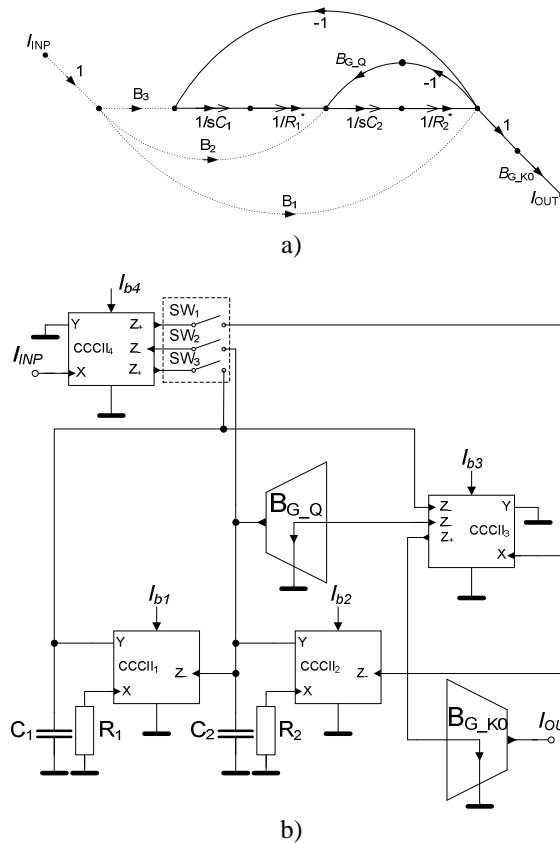 I_INP
-1
B_G_Q
-1
1
B_3
1/sC_1
1/R_1*
1/sC_2
1/R_2*
B_2
1
B_G_K0
B_1
I_OUT
a)
I_b4
SW_1
Y
Z+
CCCII_4
SW_2
Z-
I_INP
SW_3
X
Z+
I_b3
B_G_Q
Z-
Y
Z-
CCCII_3
Z+
X
I_b1
I_b2
Y
Y
CCCII_1
Z-
CCCII_2
Z-
X
X
C_1
R_1
C_2
R_2
B_G_K0
I_OU
b)